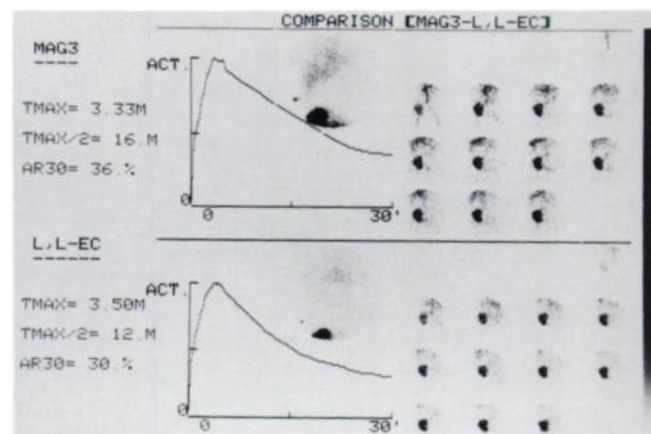 COMPARISON [MAG3-L,L-EC]
MAG3
ACT.
TMAX= 3.33M
TMAX/2= 16.M
AR30= 36.%
0
0 30'
L,L-EC
ACT.
TMAX= 3.50M
TMAX/2= 12.M
AR30= 30.%
0
0 30'